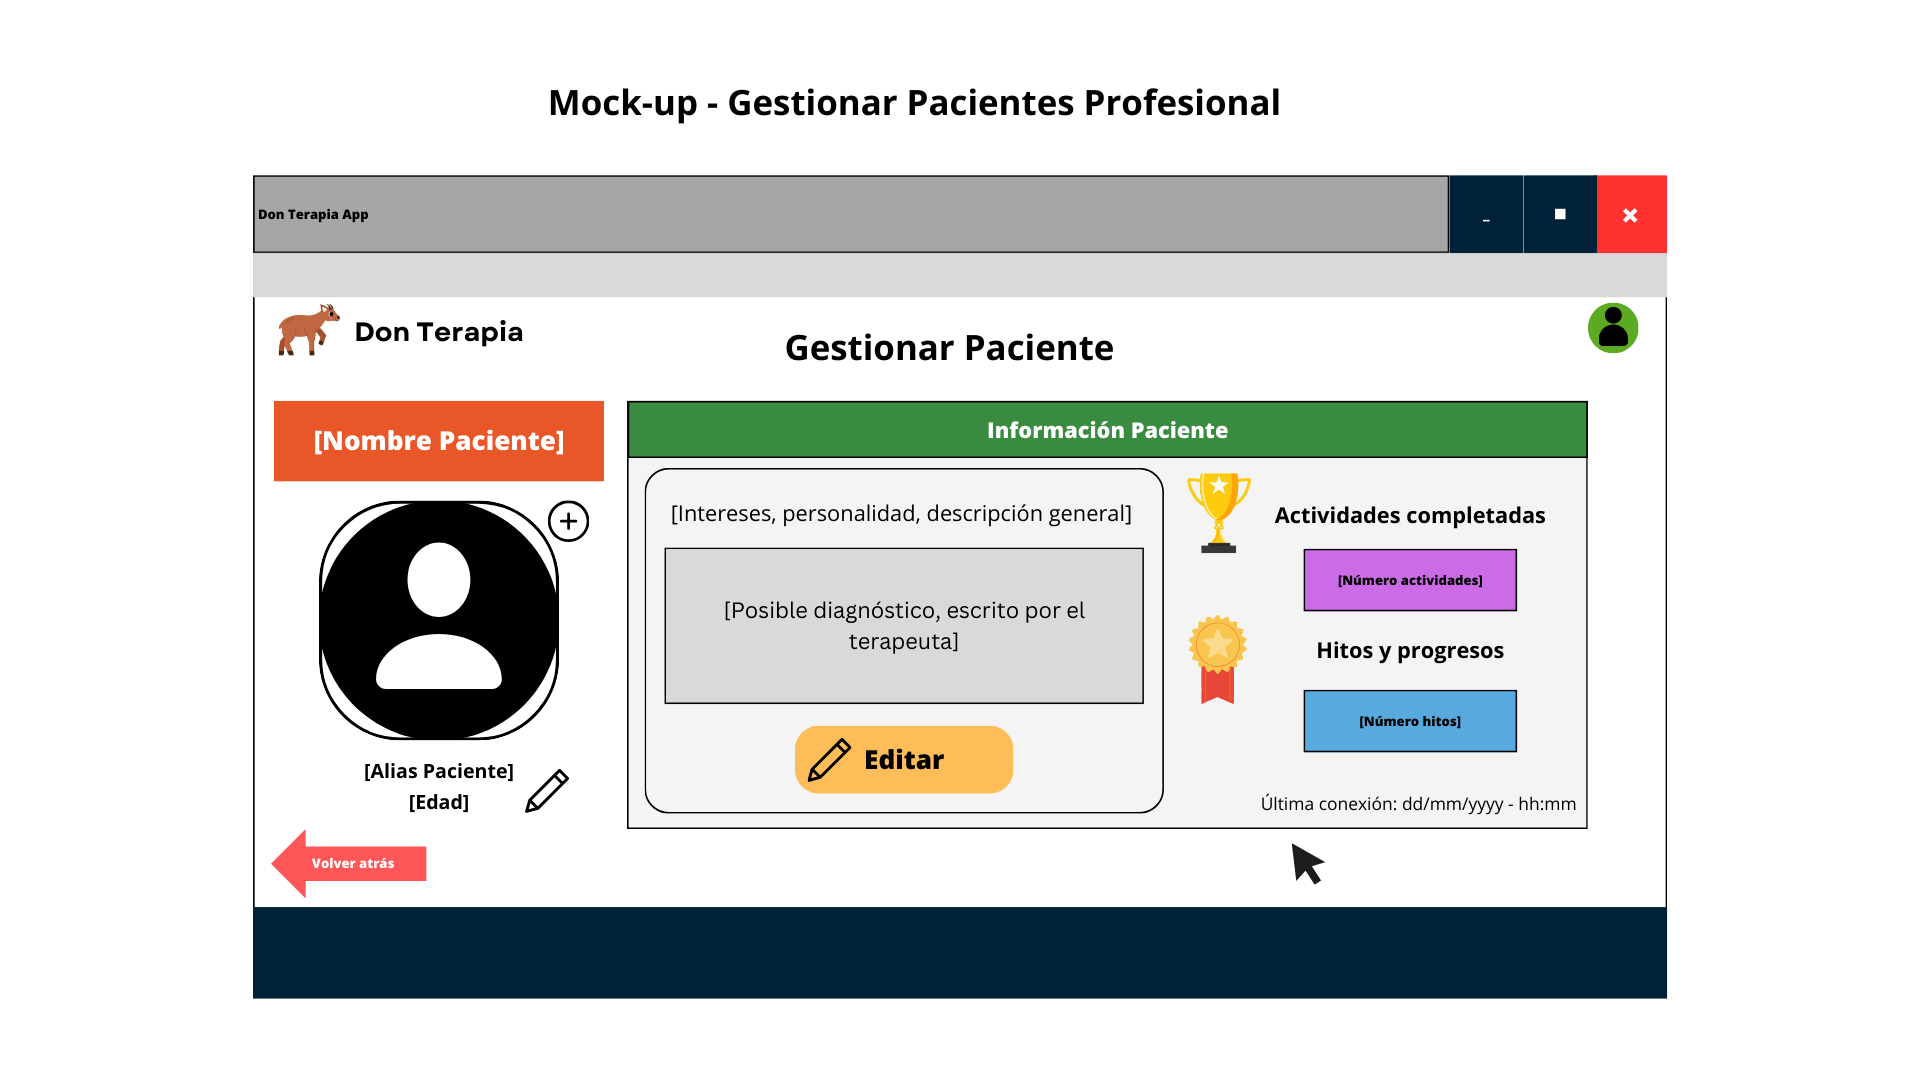 Mock-up - Gestionar Pacientes Profesional
Don Terapia App
Don Terapia
Gestionar Paciente
[Nombre Paciente]
[Alias Paciente]
[Edad]
Volver atrás
Información Paciente
[Intereses, personalidad, descripción general]
[Posible diagnóstico, escrito por el
terapeuta]
Editar
Actividades completadas
[Número actividades]
Hitos y progresos
[Número hitos]
Última conexión: dd/mm/yyyy - hh:mm